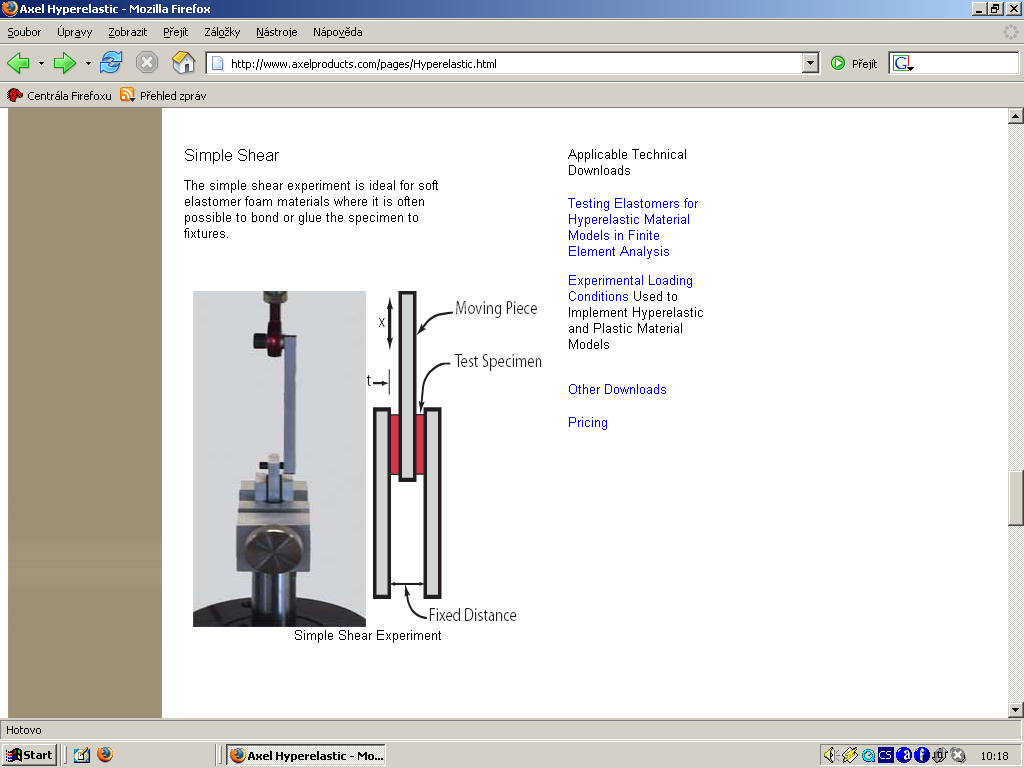 Axel Hyperelastic - Mozilla Firefox
Soubor Úpravy Zobrazit Přejít Záložky Nástroje Nápověda
http://www.axelproducts.com/pages/Hyperelastic.html Přejít G
Centrála Firefoxu Přehled zpráv
Simple Shear
The simple shear experiment is ideal for soft
elastomer foam materials where it is often
possible to bond or glue the specimen to
fixtures.
x
Moving Piece
Test Specimen
t
Fixed Distance
Simple Shear Experiment
Applicable Technical
Downloads
Testing Elastomers for
Hyperelastic Material
Models in Finite
Element Analysis
Experimental Loading
Conditions Used to
Implement Hyperelastic
and Plastic Material
Models
Other Downloads
Pricing
Hotovo
Start Axel Hyperelastic - Mo... CS 10:18